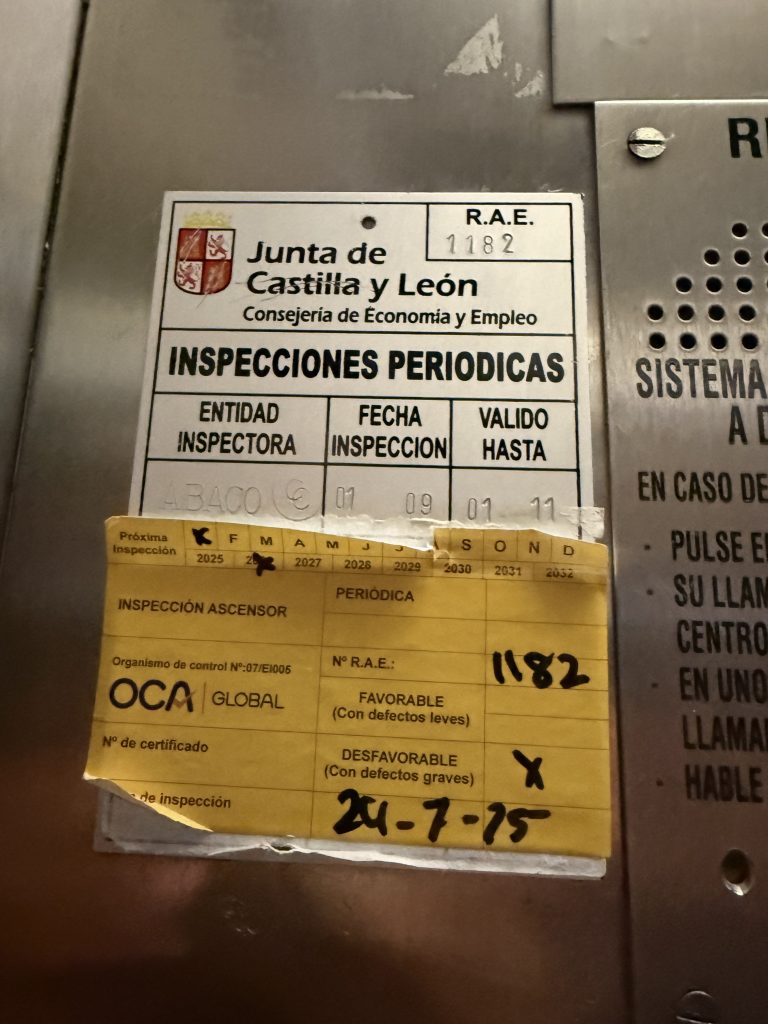 R.A.E.
1182
Junta de
Castilla y León
Consejería de Economía y Empleo
INSPECCIONES PERIODICAS
ENTIDAD INSPECTORA
FECHA INSPECCION
VALIDO HASTA
ABACO 01 09 01 11
Próxima Inspección
F M A M J J S O N D
2025 2027 2028 2029 2030 2031 2032
INSPECCIÓN ASCENSOR
PERIÓDICA
Organismo de control Nº:07/EI005
OCA GLOBAL
Nº R.A.E.: 1182
FAVORABLE
(Con defectos leves)
Nº de certificado
DESFAVORABLE
(Con defectos graves) X
de inspección 24-7-25
SISTEMA
A
EN CASO DE
· PULSE
· SU
CENTRO
· EN UNO
· HABLE